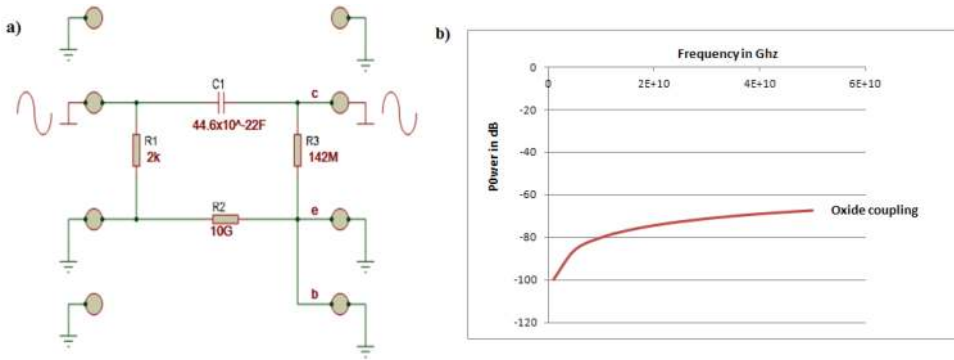 a)
C1
c
44.6x10^-22F
R1
2k
R3
142M
R2
10G
e
b
b)
Frequency in Ghz
0
2E+10
4E+10
6E+10
0
-20
-40
-60
-80
-100
-120
P0wer in dB
Oxide coupling